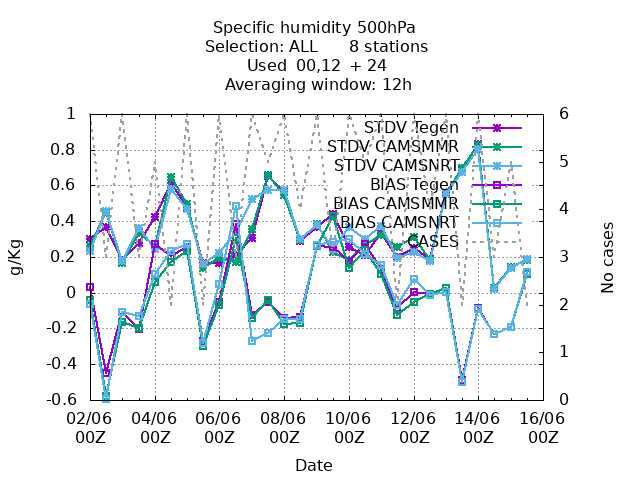 Specific humidity 500hPa
Selection: ALL 8 stations
Used 00,12 + 24
Averaging window: 12h
1 6
STDV Tegen
0.8 5
STDV CAMSMMR
STDV CAMSNRT
0.6
BIAS Tegen
BIAS CAMSMMR
0.4 4
BIAS CAMSNRT
CASES
0.2 3
0
-0.2 2
-0.4 1
-0.6 0
g/Kg
No cases
02/06 04/06 06/06 08/06 10/06 12/06 14/06 16/06
00Z 00Z 00Z 00Z 00Z 00Z 00Z 00Z
Date